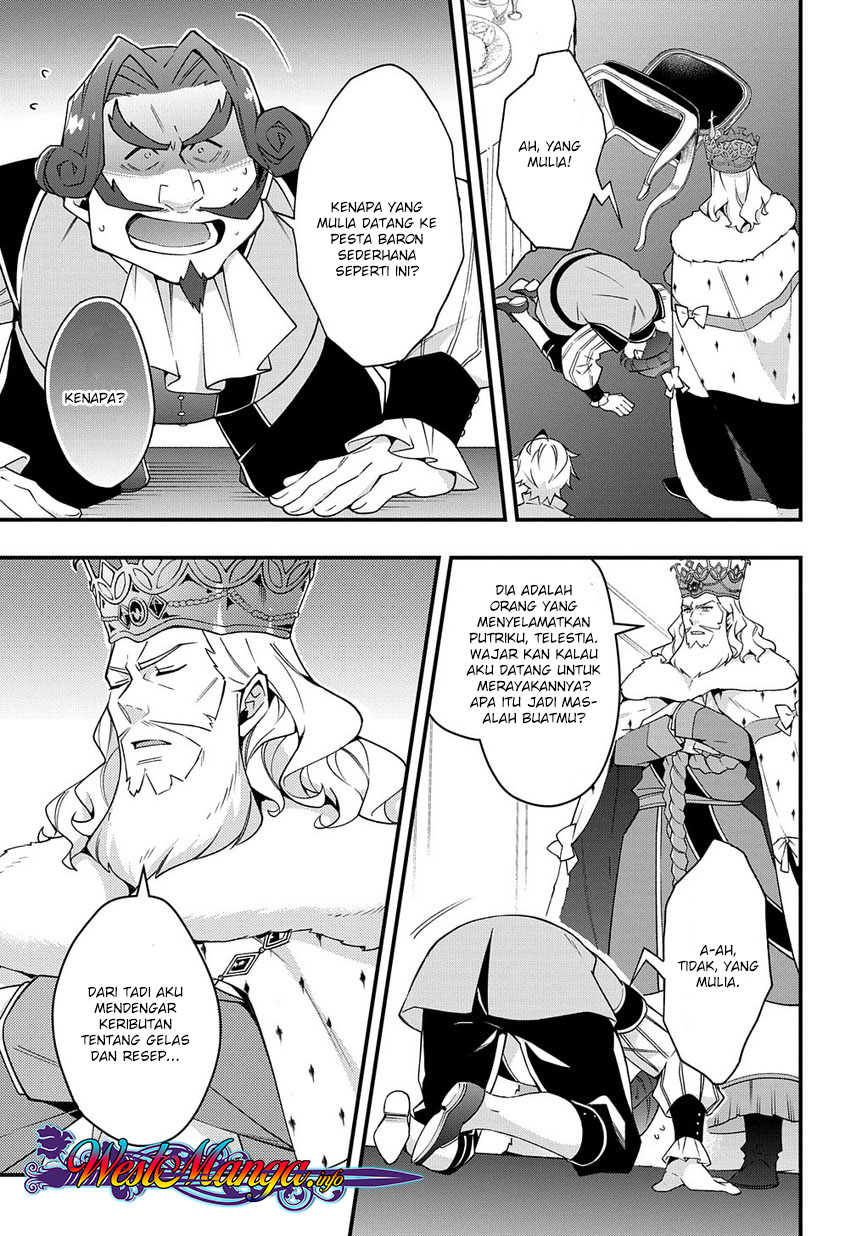 AH, YANG
MULIA!
KENAPA YANG
MULIA DATANG KE
PESTA BARON
SEDERHANA
SEPERTI INI?
KENAPA?
DIA ADALAH
ORANG YANG
MENYELAMATKAN
PUTRIKU, TELESTIA.
WAJAR KAN KALAU
AKU DATANG UNTUK
MERAYAKANNYA?
APA ITU JADI MAS-
ALAH BUATMU?
A-AH,
TIDAK, YANG
MULIA.
DARI TADI AKU
MENDENGAR
KERIBUTAN
TENTANG GELAS
DAN RESEP...
WestManga.info